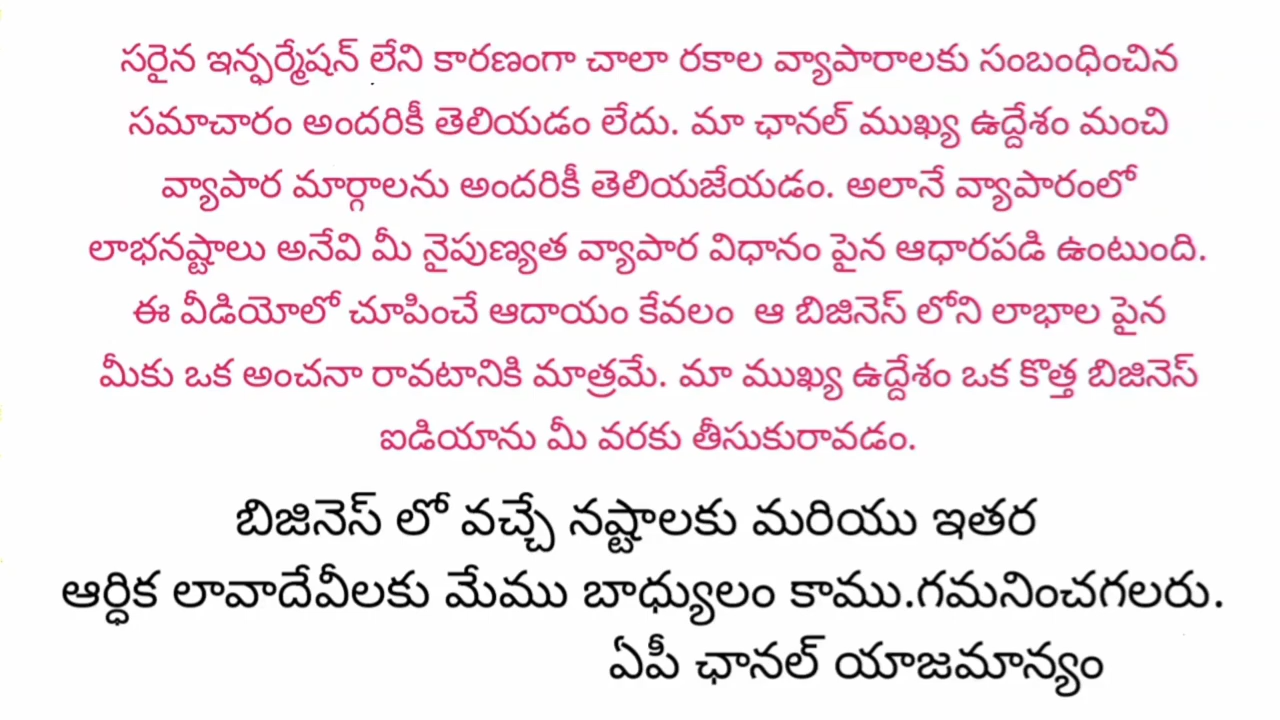 సరైన ఇన్ఫర్మేషన్ లేని కారణంగా చాలా రకాల వ్యాపారాలకు సంబంధించిన
సమాచారం అందరికీ తెలియడం లేదు. మా ఛానల్ ముఖ్య ఉద్దేశం మంచి
వ్యాపార మార్గాలను అందరికీ తెలియజేయడం. అలానే వ్యాపారంలో
లాభనష్టాలు అనేవి మీ నైపుణ్యత వ్యాపార విధానం పైన ఆధారపడి ఉంటుంది.
ఈ వీడియోలో చూపించే ఆదాయం కేవలం ఆ బిజినెస్ లోని లాభాల పైన
మీకు ఒక అంచనా రావటానికి మాత్రమే. మా ముఖ్య ఉద్దేశం ఒక కొత్త బిజినెస్
ఐడియాను మీ వరకు తీసుకురావడం.
బిజినెస్ లో వచ్చే నష్టాలకు మరియు ఇతర
ఆర్ధిక లావాదేవీలకు మేము బాధ్యులం కాము.గమనించగలరు.
ఏపీ ఛానల్ యాజమాన్యం